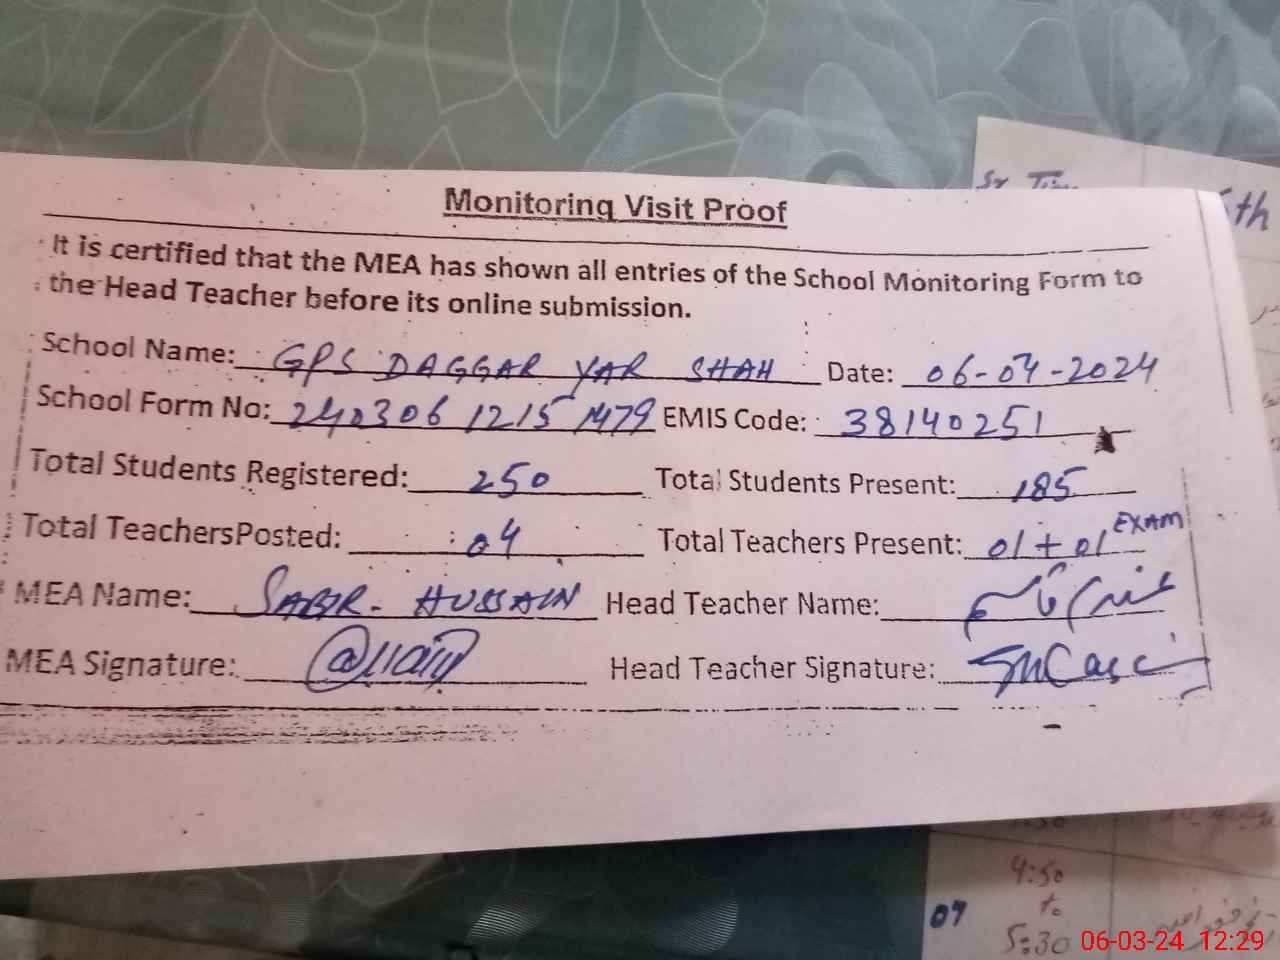 Sr Tim
5th
Monitoring Visit Proof
It is certified that the MEA has shown all entries of the School Monitoring Form to
the Head Teacher before its online submission.
School Name: GPS DAGGAR YAR SHAH Date: 06-04-2024
School Form No: 240306 1215 1479 EMIS Code: 38140251
Total Students Registered: 250 Total Students Present: 185
Total TeachersPosted: 04 Total Teachers Present: 01 + 01 EXAM
MEA Name: SABIR - HUSSAIN Head Teacher Name:
MEA Signature: Head Teacher Signature:
4:50
07 to
5:30
06-03-24 12:29